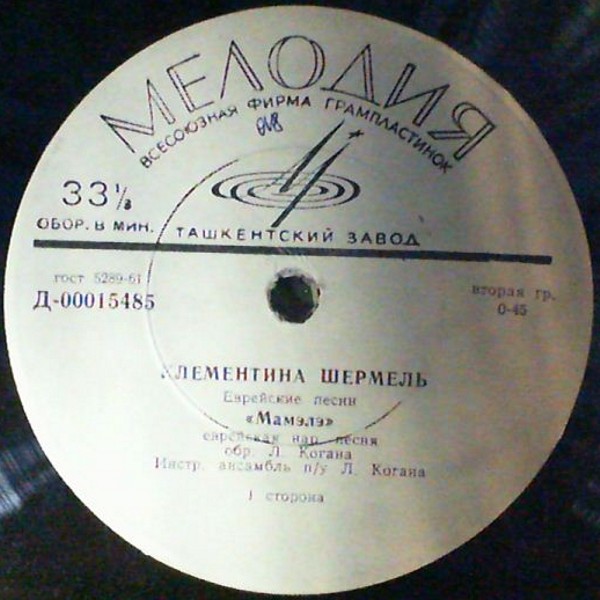 МЕЛОДИЯ
ВСЕСОЮЗНАЯ ФИРМА ГРАМПЛАСТИНОК
33⅓
ОБОР. В МИН.
ТАШКЕНТСКИЙ ЗАВОД
гост 5289-61
Д-00015485
вторая гр.
0-45
КЛЕМЕНТИНА ШЕРМЕЛЬ
Еврейские песни
«Мамэлэ»
еврейская нар. песня
обр. Л. Когана
Инстр. ансамбль п/у Л. Когана
1 сторона